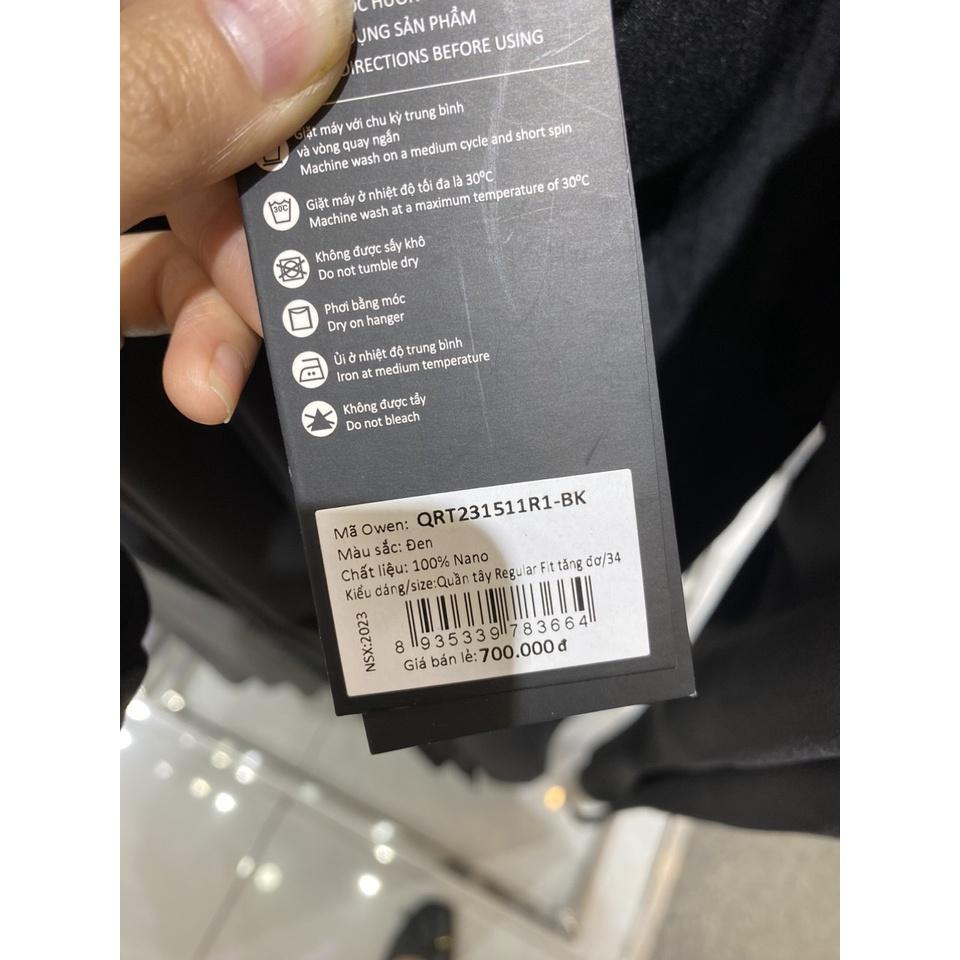 DỤNG SẢN PHẨM
DIRECTIONS BEFORE USING
Giặt máy với chu kỳ trung bình
và vòng quay ngắn
Machine wash on a medium cycle and short spin
30°C
Giặt máy ở nhiệt độ tối đa là 30°C
Machine wash at a maximum temperature of 30°C
Không được sấy khô
Do not tumble dry
Phơi bằng móc
Dry on hanger
Ủi ở nhiệt độ trung bình
Iron at medium temperature
Không được tẩy
Do not bleach
Mã Owen: QRT231511R1-BK
Màu sắc: Đen
Chất liệu: 100% Nano
Kiểu dáng/size:Quần tây Regular Fit tăng đơ/34
NSX:2023
8 935339 783664
Giá bán lẻ: 700.000 đ